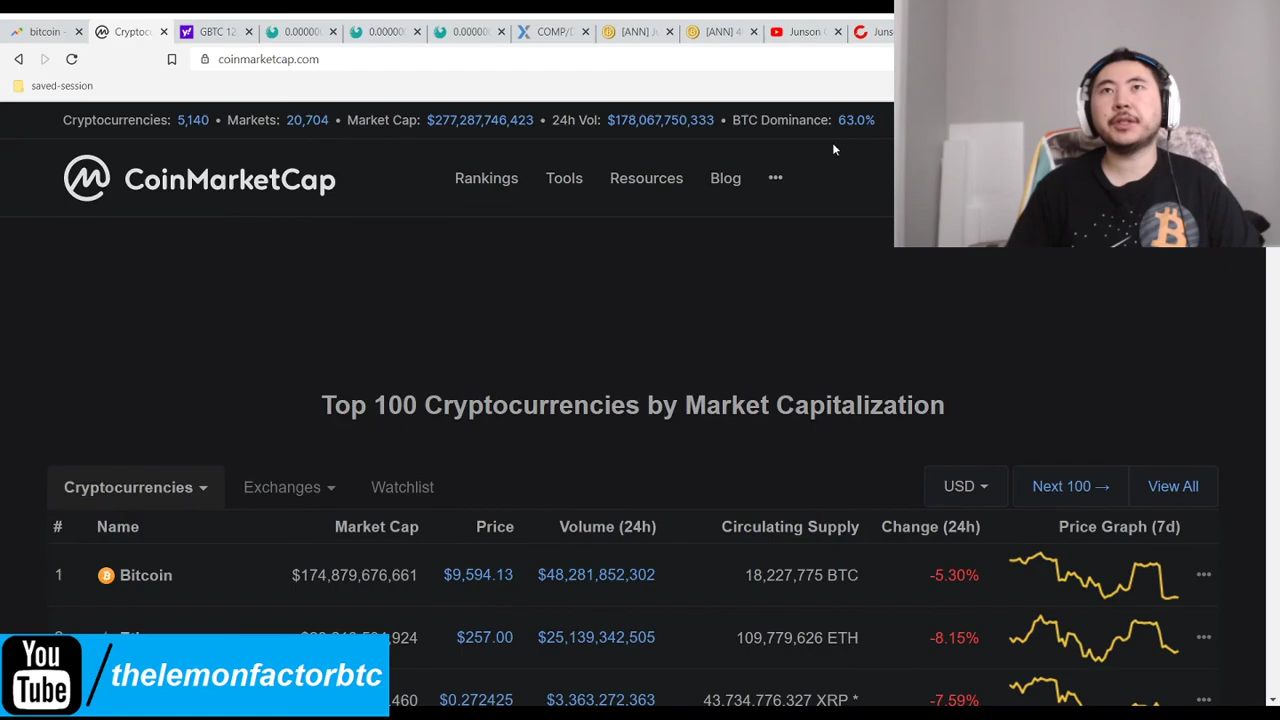 bitcoin -
Cryptoc
GBTC 12
0.00000
0.00000
0.00000
COMP/
[ANN] J
[ANN] 4
Junson
Juns
coinmarketcap.com
saved-session
Cryptocurrencies: 5,140 • Markets: 20,704 • Market Cap: $277,287,746,423 • 24h Vol: $178,067,750,333 • BTC Dominance: 63.0%
CoinMarketCap
Rankings Tools Resources Blog
Top 100 Cryptocurrencies by Market Capitalization
Cryptocurrencies Exchanges Watchlist USD Next 100 → View All
# Name Market Cap Price Volume (24h) Circulating Supply Change (24h) Price Graph (7d)
1 Bitcoin $174,879,676,661 $9,594.13 $48,281,852,302 18,227,775 BTC -5.30%
924 $257.00 $25,139,342,505 109,779,626 ETH -8.15%
460 $0.272425 $3,363,272,363 43,734,776,327 XRP * -7.59%
You
Tube
/thelemonfactorbtc